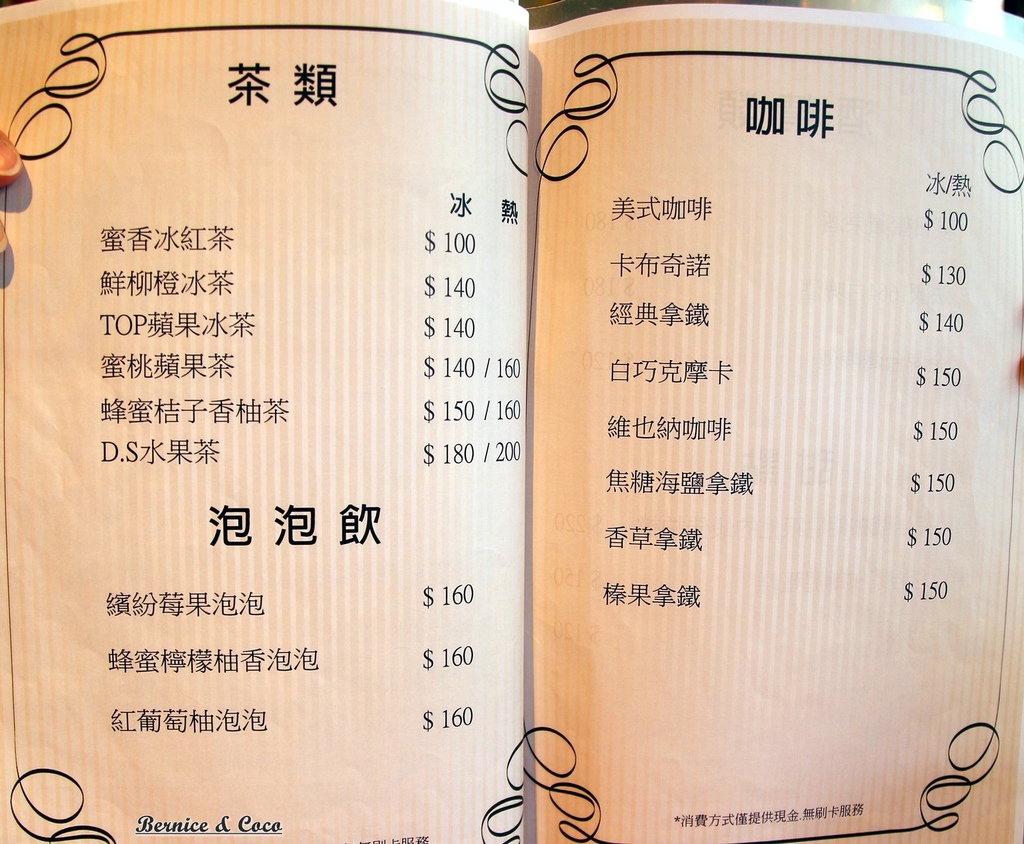 茶類
冰 熱
蜜香冰紅茶 $ 100
鮮柳橙冰茶 $ 140
TOP蘋果冰茶 $ 140
蜜桃蘋果茶 $ 140 / 160
蜂蜜桔子香柚茶 $ 150 / 160
D.S水果茶 $ 180 / 200
泡泡飲
繽紛莓果泡泡 $ 160
蜂蜜檸檬柚香泡泡 $ 160
紅葡萄柚泡泡 $ 160
無刷卡服務
Bernice & Coco
咖啡
冰/熱
美式咖啡 $ 100
卡布奇諾 $ 130
經典拿鐵 $ 140
白巧克摩卡 $ 150
維也納咖啡 $ 150
焦糖海鹽拿鐵 $ 150
香草拿鐵 $ 150
榛果拿鐵 $ 150
*消費方式僅提供現金.無刷卡服務